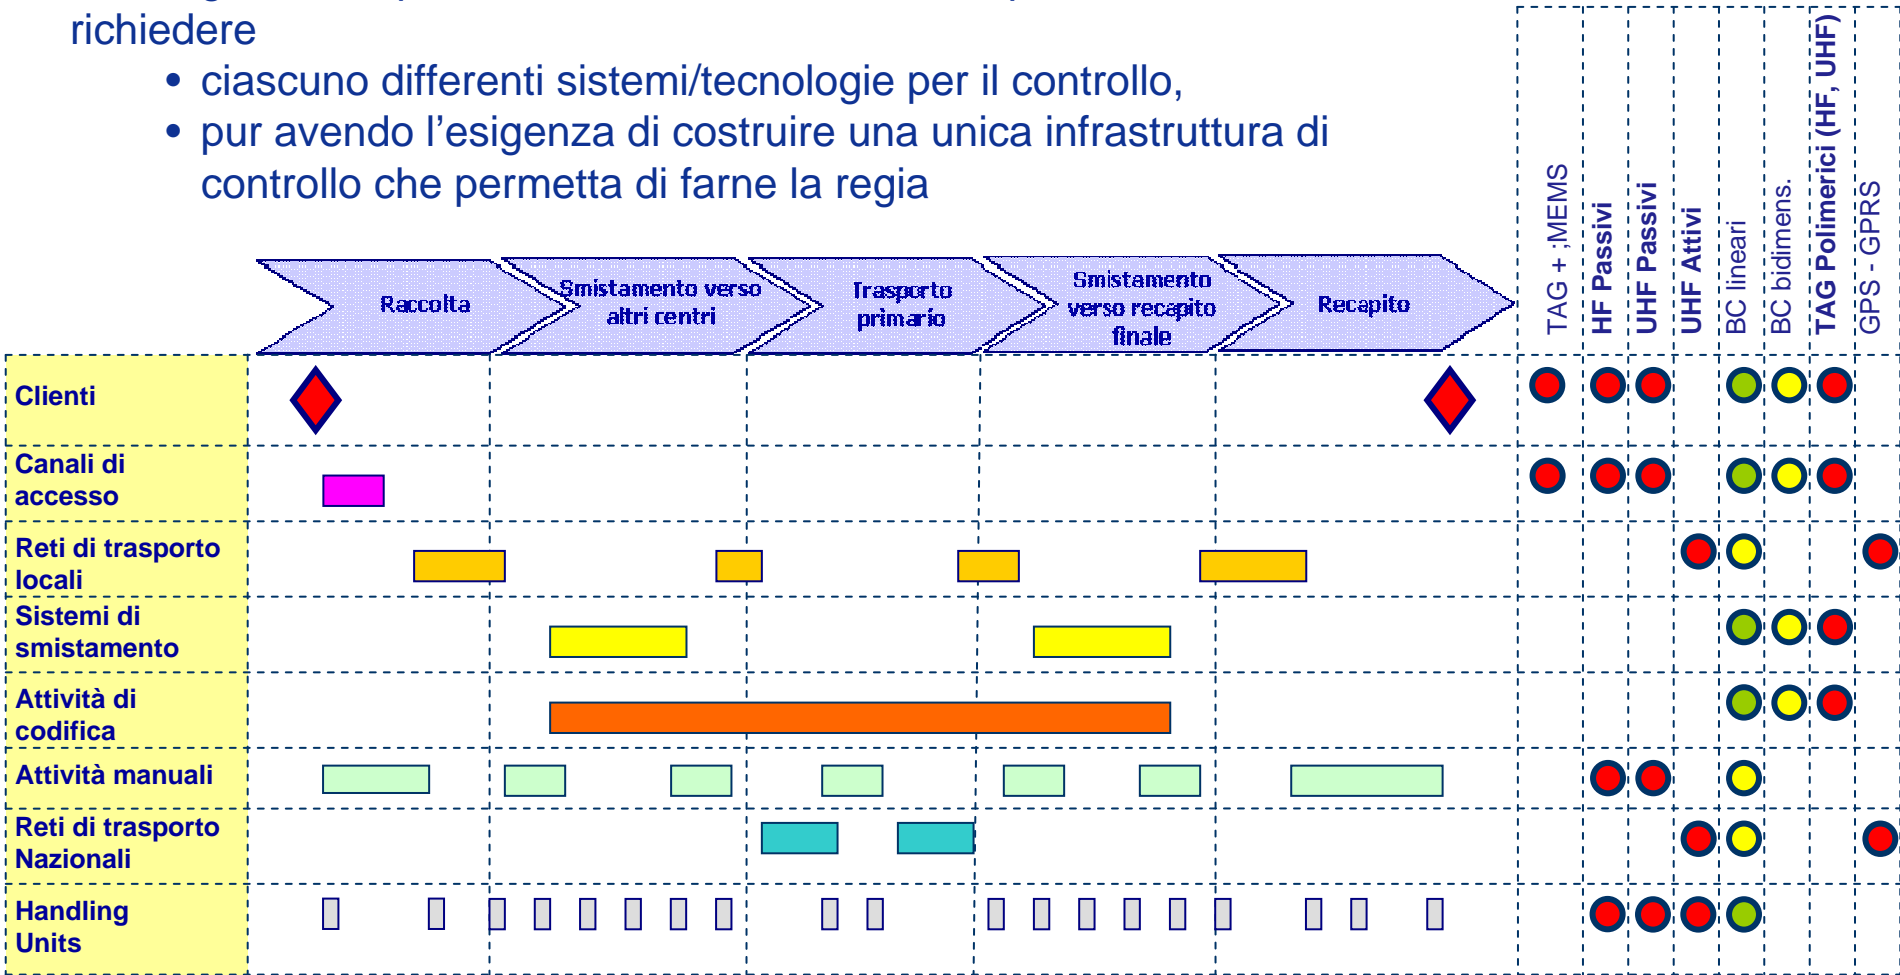 richiedere
• ciascuno differenti sistemi/tecnologie per il controllo,
• pur avendo l’esigenza di costruire una unica infrastruttura di
controllo che permetta di farne la regia
TAG + ;MEMS
HF Passivi
UHF Passivi
UHF Attivi
BC lineari
BC bidimens.
TAG Polimerici (HF, UHF)
GPS - GPRS
Raccolta
Smistamento verso
altri centri
Trasporto
primario
Smistamento
verso recapito
finale
Recapito
Clienti
Canali di
accesso
Reti di trasporto
locali
Sistemi di
smistamento
Attività di
codifica
Attività manuali
Reti di trasporto
Nazionali
Handling
Units